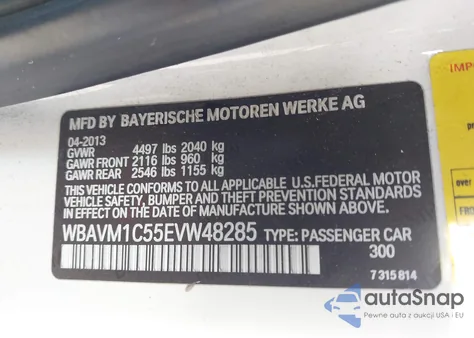 MFD BY BAYERISCHE MOTOREN WERKE AG
04-2013
GVWR 4497 lbs 2040 kg
GAWR FRONT 2116 lbs 960 kg
GAWR REAR 2546 lbs 1155 kg
THIS VEHICLE CONFORMS TO ALL APPLICABLE U.S.FEDERAL MOTOR
VEHICLE SAFETY, BUMPER, AND THEFT PREVENTION STANDARDS IN
EFFECT ON THE DATE OF MANUFACTURE SHOWN ABOVE.
WBAVM1C55EVW48285 TYPE: PASSENGER CAR
300
7 315 814
autoSnap
Pewne auta z aukcji USA i EU